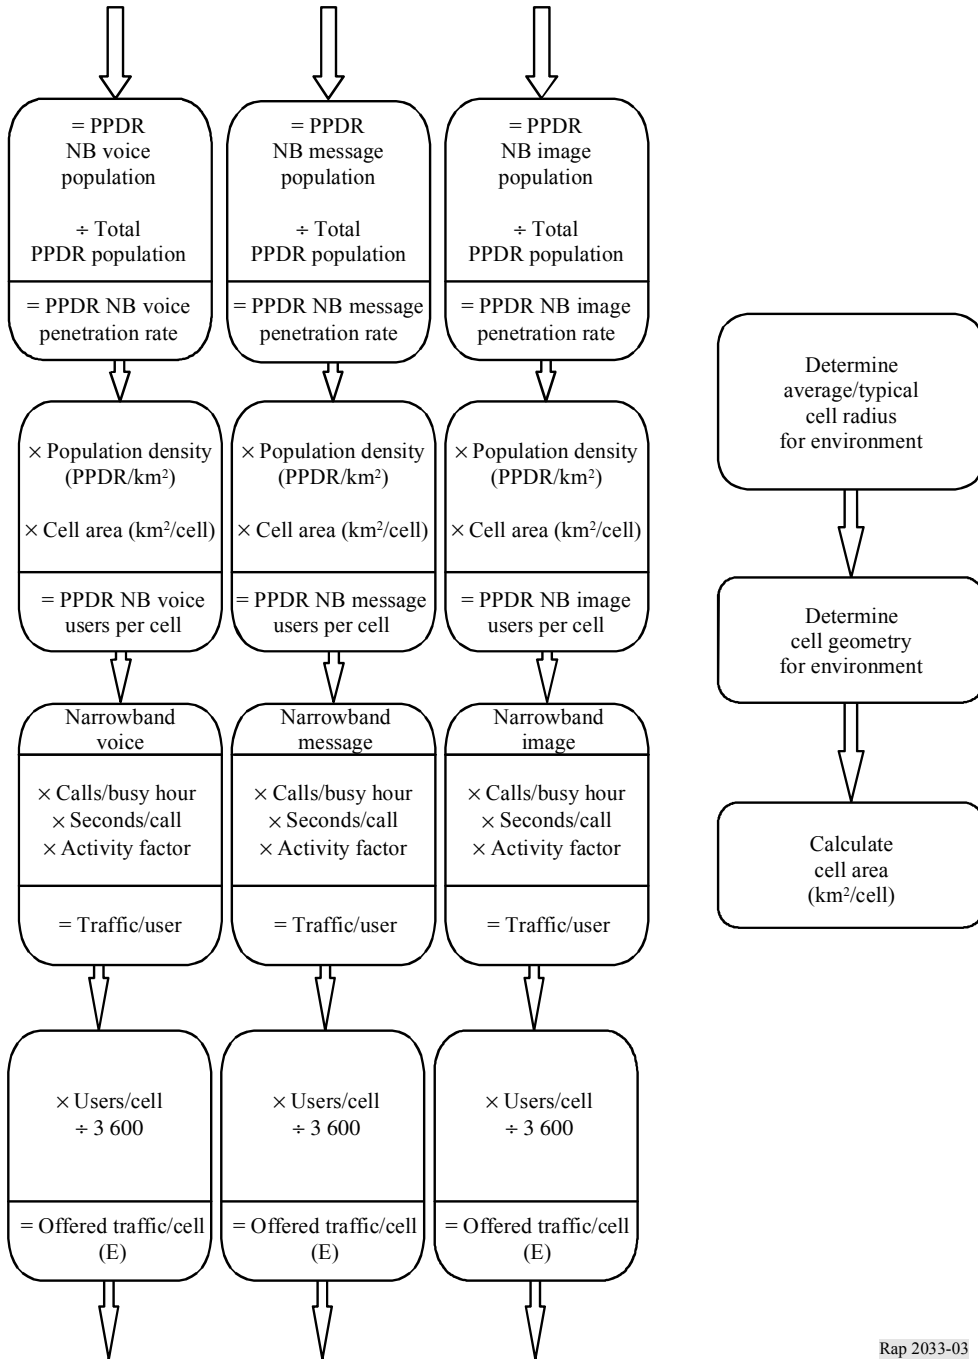 = PPDR
NB voice
population
÷ Total
PPDR population
= PPDR NB voice
penetration rate
× Population density
(PPDR/km²)
× Cell area (km²/cell)
= PPDR NB voice
users per cell
Narrowband
voice
× Calls/busy hour
× Seconds/call
× Activity factor
= Traffic/user
× Users/cell
÷ 3 600
= Offered traffic/cell
(E)
= PPDR
NB message
population
÷ Total
PPDR population
= PPDR NB message
penetration rate
× Population density
(PPDR/km²)
× Cell area (km²/cell)
= PPDR NB message
users per cell
Narrowband
message
× Calls/busy hour
× Seconds/call
× Activity factor
= Traffic/user
× Users/cell
÷ 3 600
= Offered traffic/cell
(E)
= PPDR
NB image
population
÷ Total
PPDR population
= PPDR NB image
penetration rate
× Population density
(PPDR/km²)
× Cell area (km²/cell)
= PPDR NB image
users per cell
Narrowband
image
× Calls/busy hour
× Seconds/call
× Activity factor
= Traffic/user
× Users/cell
÷ 3 600
= Offered traffic/cell
(E)
Determine
average/typical
cell radius
for environment
Determine
cell geometry
for environment
Calculate
cell area
(km²/cell)
Rap 2033-03